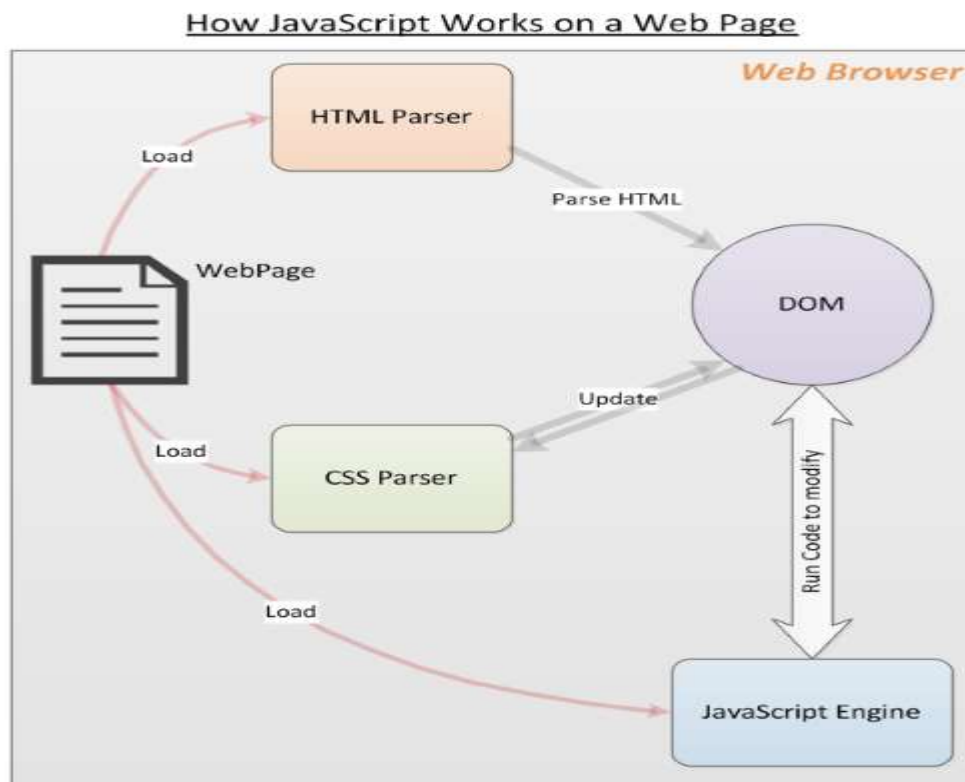 How JavaScript Works on a Web Page
Web Browser
HTML Parser
Load
Parse HTML
WebPage
DOM
Update
Load
CSS Parser
Run Code to modify
Load
JavaScript Engine